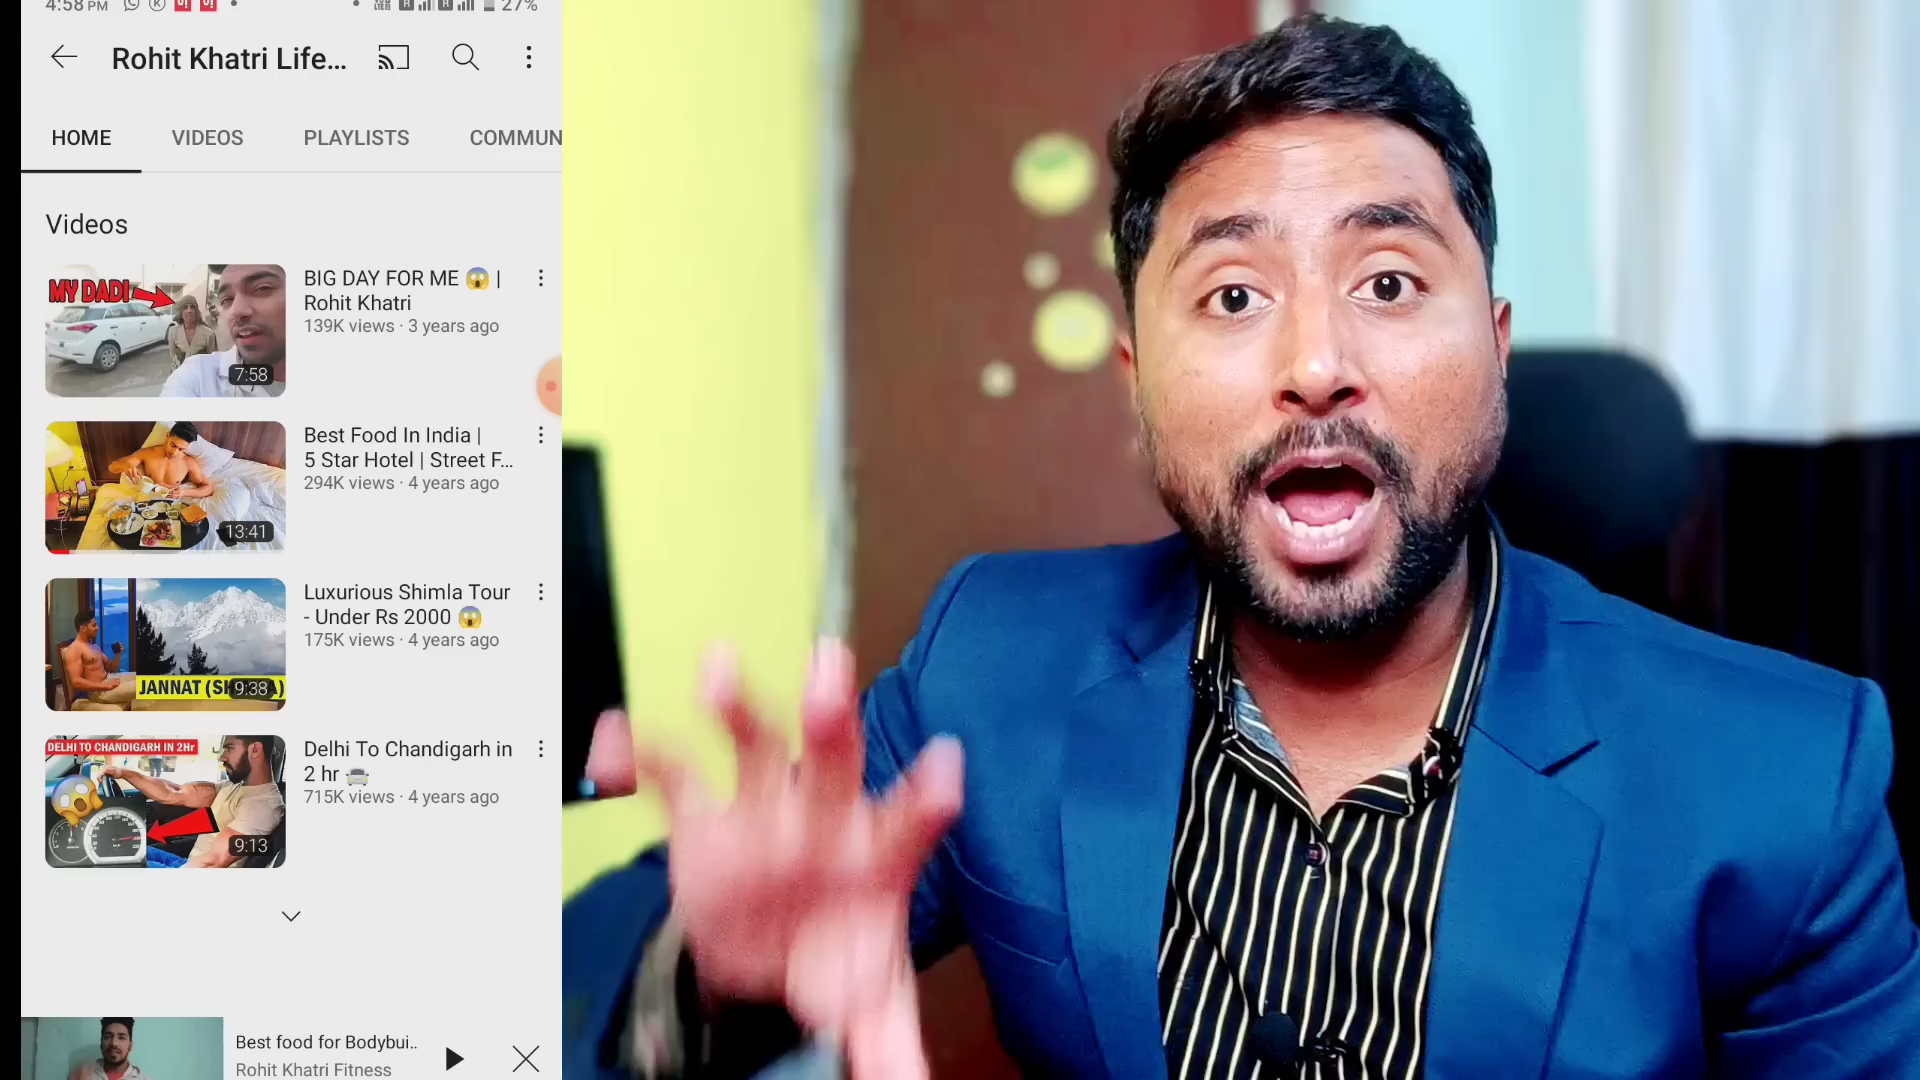 4:58 PM
27%
Rohit Khatri Life...
HOME VIDEOS PLAYLISTS COMMUN
Videos
MY DADI
7:58
BIG DAY FOR ME 😱 |
Rohit Khatri
139K views · 3 years ago
13:41
Best Food In India |
5 Star Hotel | Street F...
294K views · 4 years ago
JANNAT (SH
A)
9:38
Luxurious Shimla Tour
- Under Rs 2000 😱
175K views · 4 years ago
DELHI TO CHANDIGARH IN 2Hr
9:13
Delhi To Chandigarh in
2 hr 🚘
715K views · 4 years ago
Best food for Bodybui..
Rohit Khatri Fitness